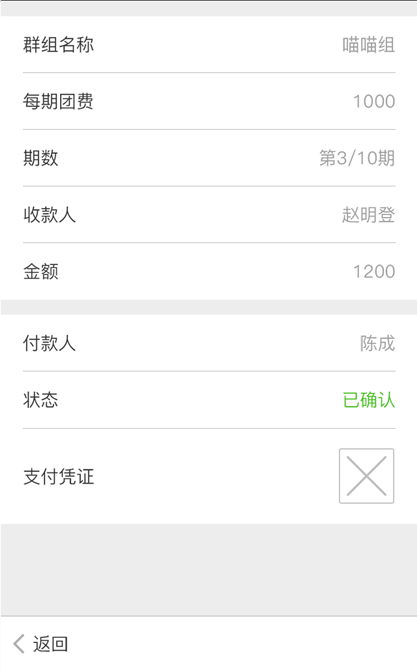 群组名称 喵喵组
每期团费 1000
期数 第3/10期
收款人 赵明登
金额 1200
付款人 陈成
状态 已确认
支付凭证
返回